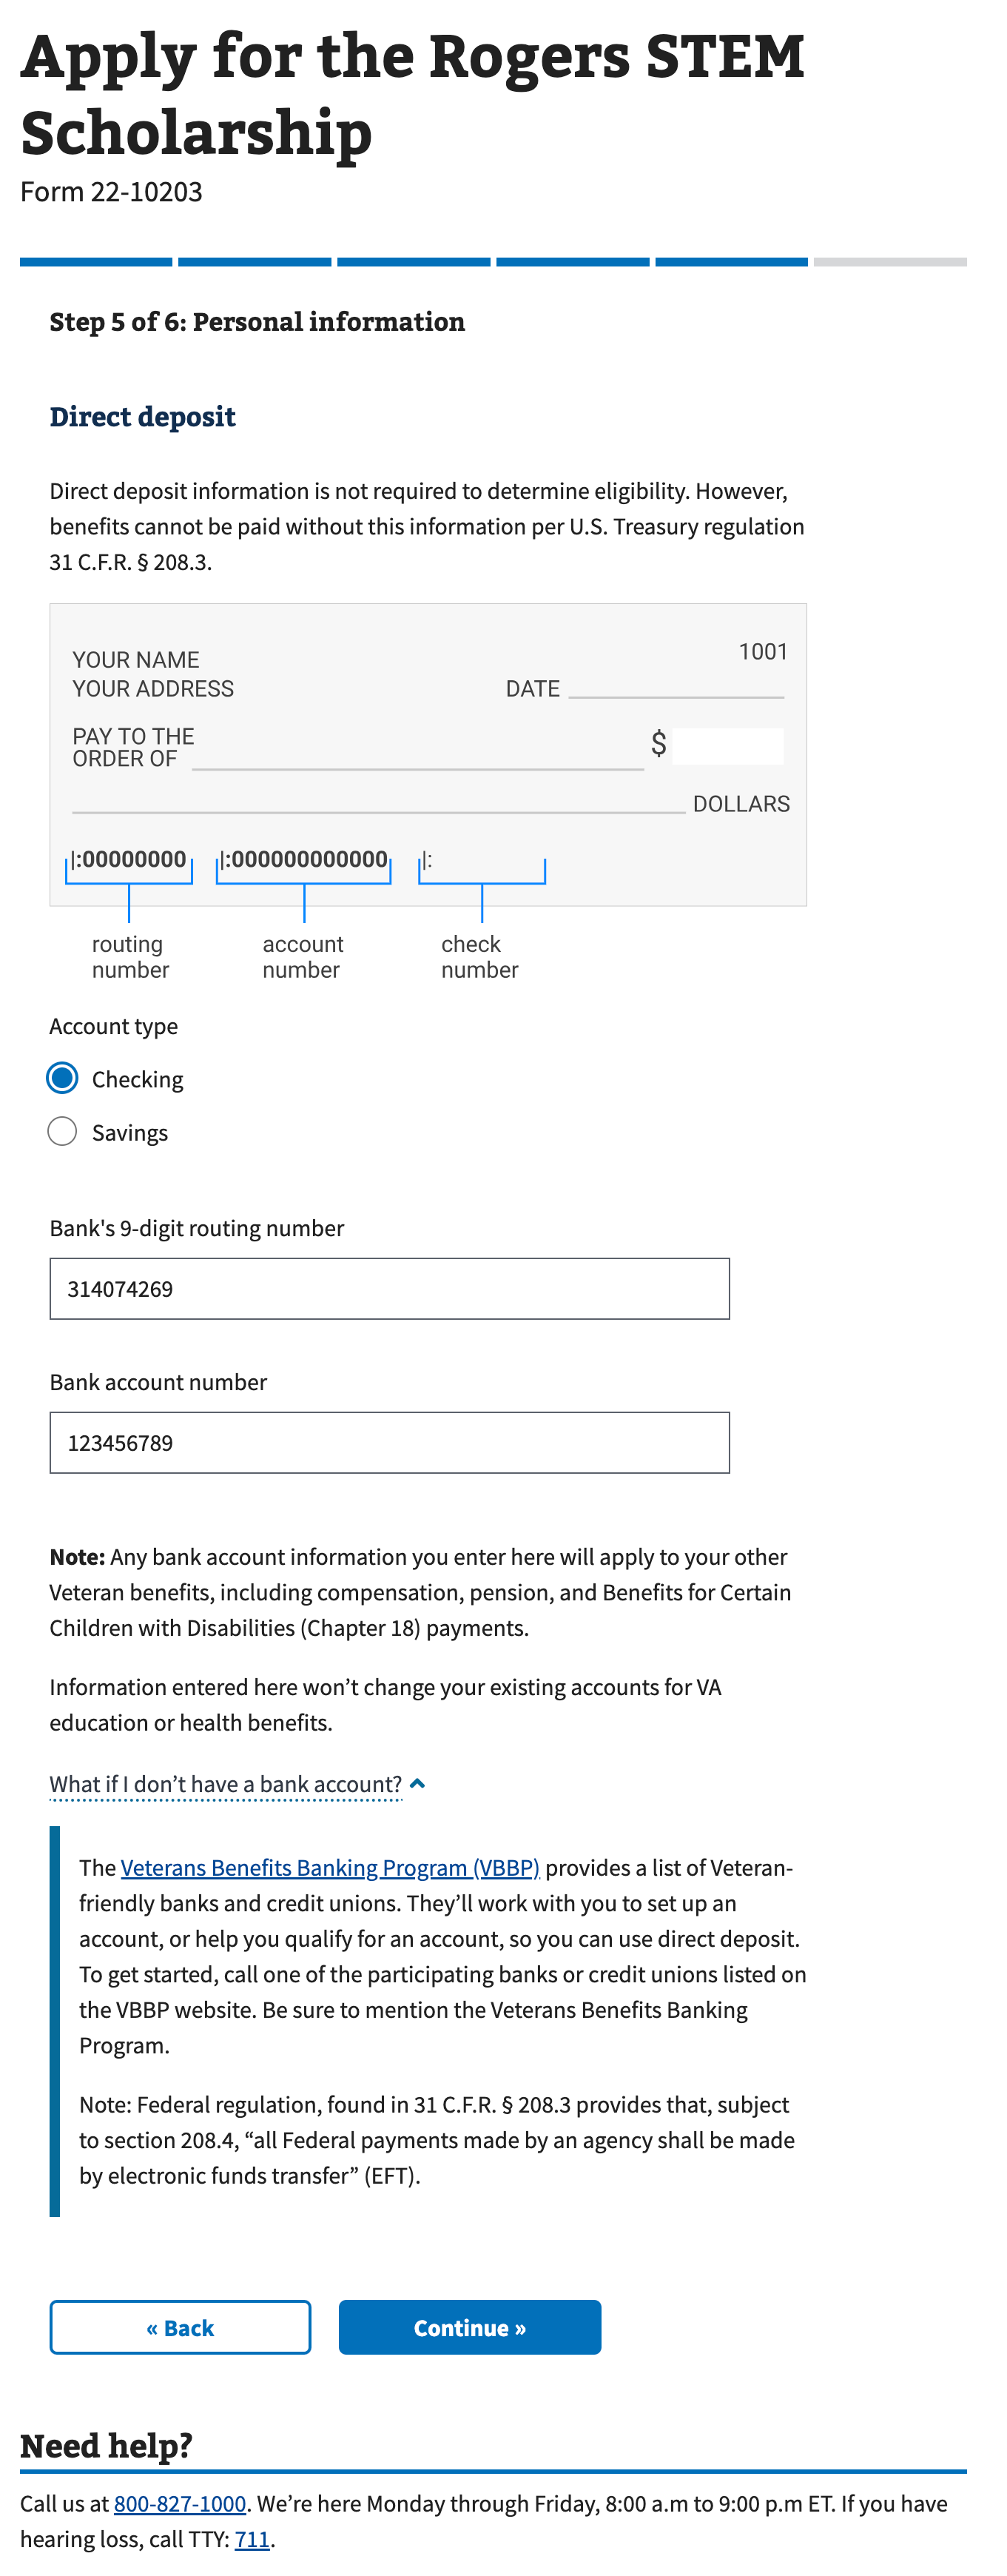 Apply for the Rogers STEM
Scholarship
Form 22-10203
Step 5 of 6: Personal information
Direct deposit
Direct deposit information is not required to determine eligibility. However,
benefits cannot be paid without this information per U.S. Treasury regulation
31 C.F.R. § 208.3.
1001
YOUR NAME
YOUR ADDRESS
DATE
PAY TO THE
ORDER OF
$
DOLLARS
|:00000000 |:000000000000 |:
routing
number
account
number
check
number
Account type
Checking
Savings
Bank's 9-digit routing number
314074269
Bank account number
123456789
Note: Any bank account information you enter here will apply to your other
Veteran benefits, including compensation, pension, and Benefits for Certain
Children with Disabilities (Chapter 18) payments.
Information entered here won’t change your existing accounts for VA
education or health benefits.
What if I don’t have a bank account?
The Veterans Benefits Banking Program (VBBP) provides a list of Veteran-
friendly banks and credit unions. They’ll work with you to set up an
account, or help you qualify for an account, so you can use direct deposit.
To get started, call one of the participating banks or credit unions listed on
the VBBP website. Be sure to mention the Veterans Benefits Banking
Program.
Note: Federal regulation, found in 31 C.F.R. § 208.3 provides that, subject
to section 208.4, “all Federal payments made by an agency shall be made
by electronic funds transfer” (EFT).
« Back
Continue »
Need help?
Call us at 800-827-1000. We’re here Monday through Friday, 8:00 a.m to 9:00 p.m ET. If you have
hearing loss, call TTY: 711.